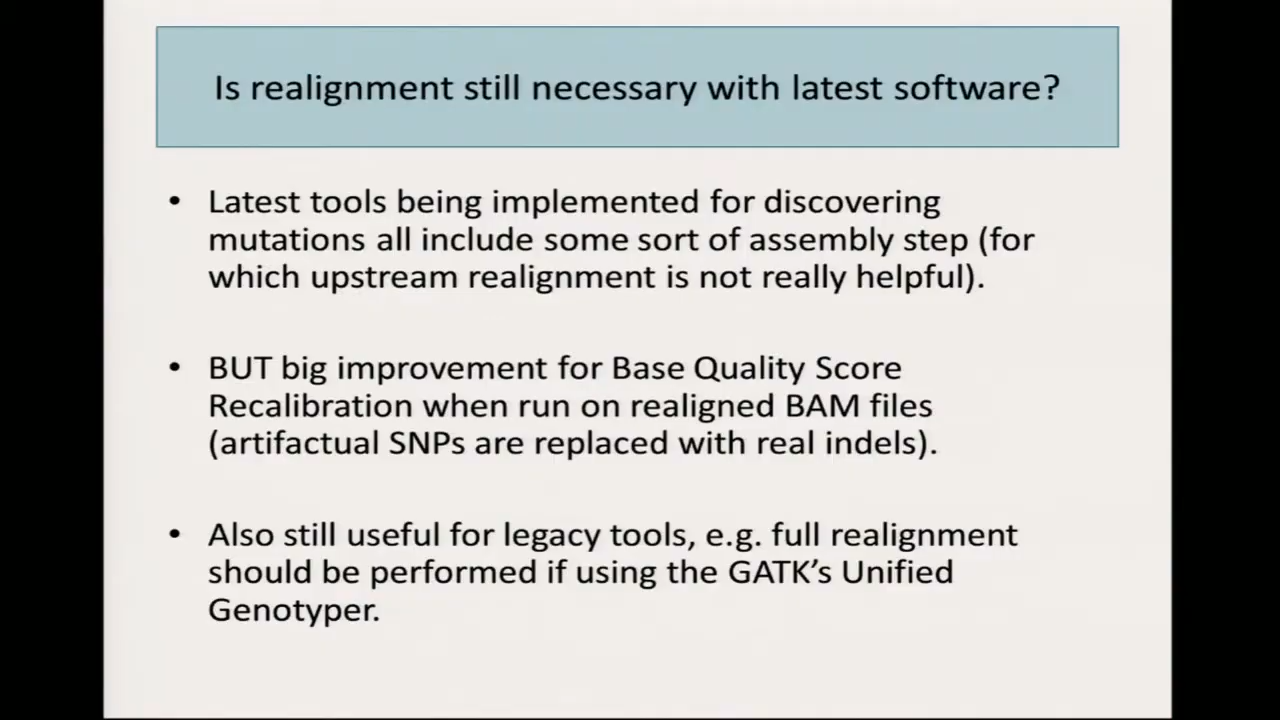 Is realignment still necessary with latest software?
• Latest tools being implemented for discovering
mutations all include some sort of assembly step (for
which upstream realignment is not really helpful).
• BUT big improvement for Base Quality Score
Recalibration when run on realigned BAM files
(artifactual SNPs are replaced with real indels).
• Also still useful for legacy tools, e.g. full realignment
should be performed if using the GATK’s Unified
Genotyper.